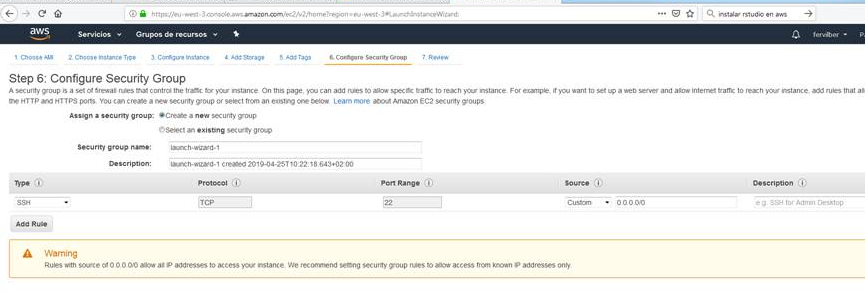 https://eu-west-3.console.aws.amazon.com/ec2/v2/home?region=eu-west-3#LaunchInstanceWizard:
instalar rstudio en aws
aws Servicios Grupos de recursos fervilber
1. Choose AMI 2. Choose Instance Type 3. Configure Instance 4. Add Storage 5. Add Tags 6. Configure Security Group 7. Review
Step 6: Configure Security Group
A security group is a set of firewall rules that control the traffic for your instance. On this page, you can add rules to allow specific traffic to reach your instance. For example, if you want to set up a web server and allow Internet traffic to reach your instance, add rules that
the HTTP and HTTPS ports. You can create a new security group or select from an existing one below. Learn more about Amazon EC2 security groups.
Assign a security group: Create a new security group
Select an existing security group
Security group name: launch-wizard-1
Description: launch-wizard-1 created 2019-04-25T10:22:18.643+02:00
Type Protocol Port Range Source Description
SSH TCP 22 Custom 0.0.0.0/0 e.g. SSH for Admin Desktop
Add Rule
Warning
Rules with source of 0.0.0.0/0 allow all IP addresses to access your instance. We recommend setting security group rules to allow access from known IP addresses only.